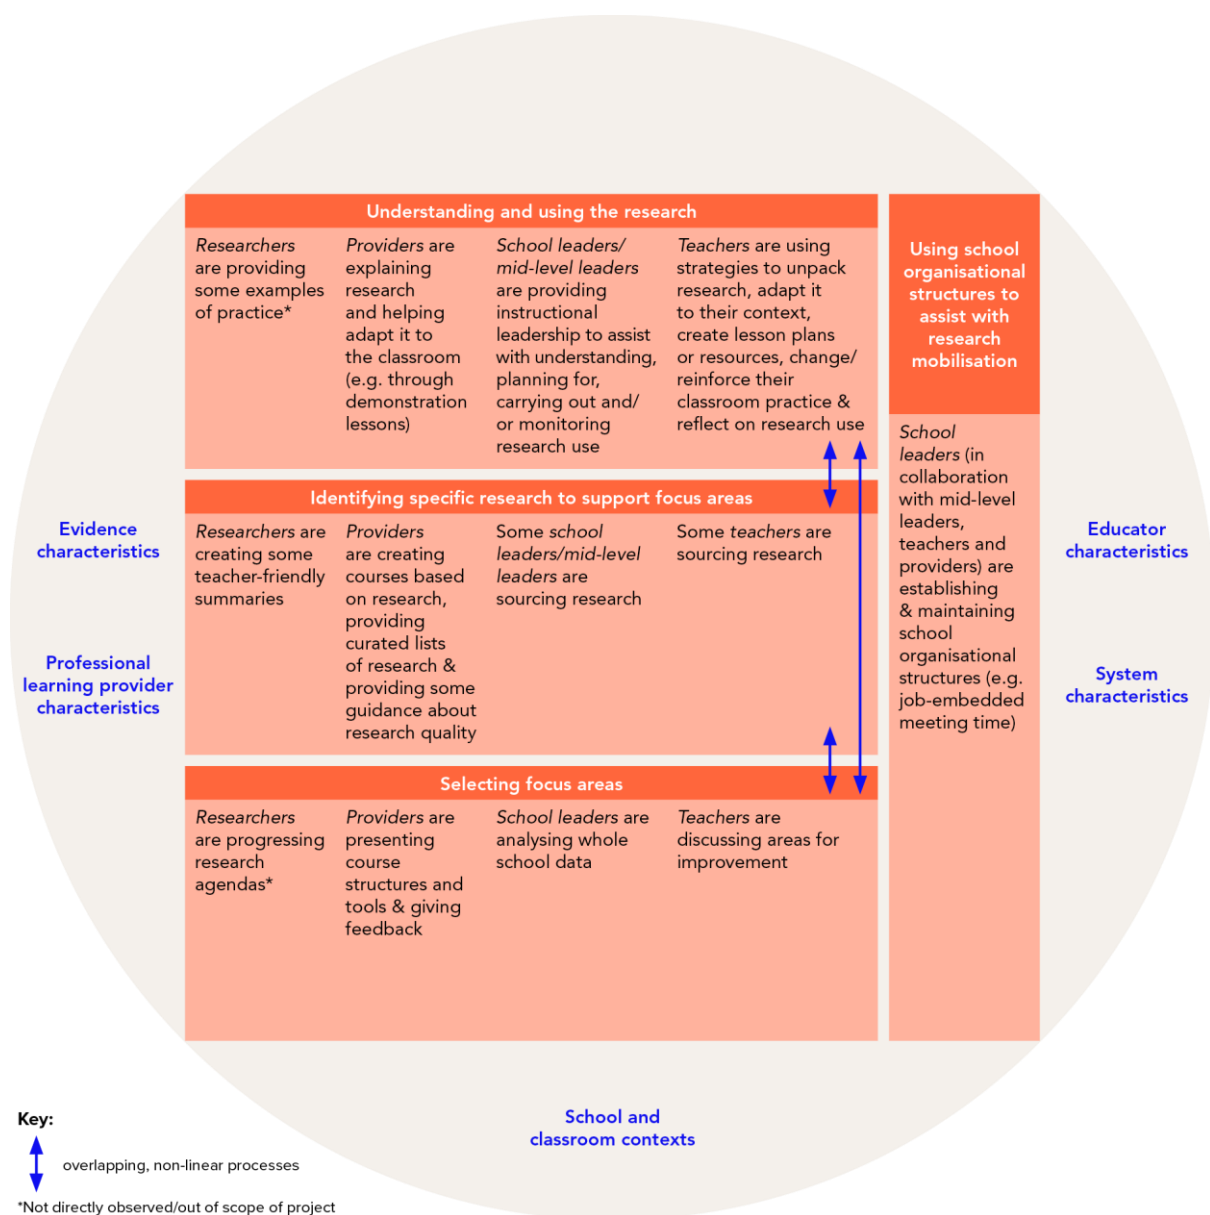 Understanding and using the research
Researchers
are providing
some examples
of practice*
Providers are
explaining
research
and helping
adapt it to
the classroom
(e.g. through
demonstration
lessons)
School leaders/
mid-level leaders
are providing
instructional
leadership to assist
with understanding,
planning for,
carrying out and/
or monitoring
research use
Teachers are using
strategies to unpack
research, adapt it
to their context,
create lesson plans
or resources, change/
reinforce their
classroom practice &
reflect on research use
Using school
organisational
structures to
assist with
research
mobilisation
School
leaders (in
collaboration
with mid-level
leaders,
teachers and
providers) are
establishing
& maintaining
school
organisational
structures (e.g.
job-embedded
meeting time)
Identifying specific research to support focus areas
Researchers are
creating some
teacher-friendly
summaries
Providers
are creating
courses based
on research,
providing
curated lists
of research &
providing some
guidance about
research quality
Some school
leaders/mid-level
leaders are
sourcing research
Some teachers are
sourcing research
Selecting focus areas
Researchers
are progressing
research
agendas*
Providers are
presenting
course
structures and
tools & giving
feedback
School leaders are
analysing whole
school data
Teachers are
discussing areas for
improvement
Evidence
characteristics
Professional
learning provider
characteristics
Educator
characteristics
System
characteristics
School and
classroom contexts
Key:
overlapping, non-linear processes
*Not directly observed/out of scope of project